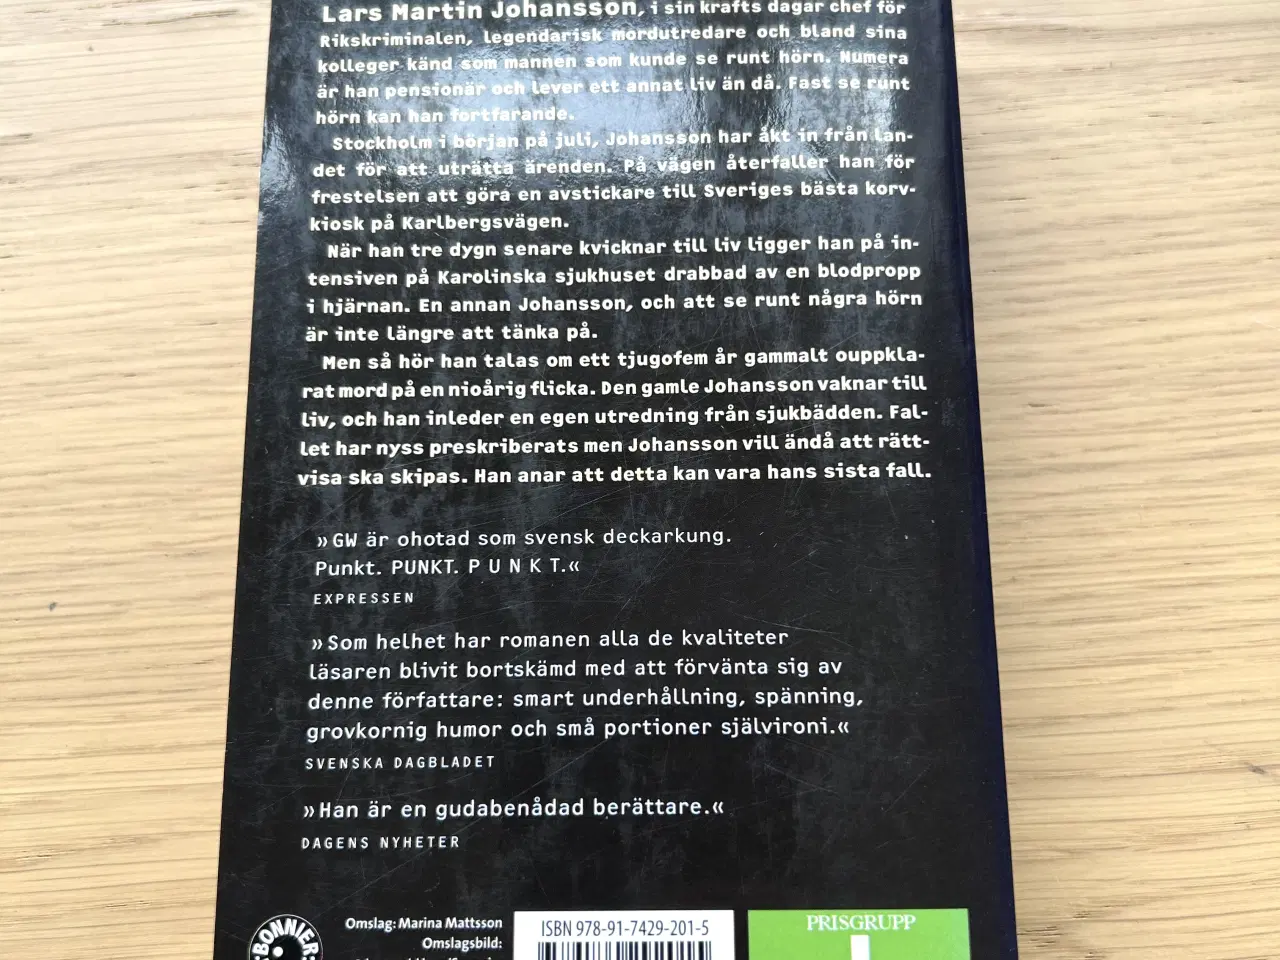 Lars Martin Johansson, i sin krafts dagar chef för
Rikskriminalen, legendarisk mordutredare och bland sina
kolleger känd som mannen som kunde se runt hörn. Numera
är han pensionär och lever ett annat liv än då. Fast se runt
hörn kan han fortfarande.
Stockholm i början på juli, Johansson har åkt in från lan-
det för att uträtta ärenden. På vägen återfaller han för
frestelsen att göra en avstickare till Sveriges bästa korv-
kiosk på Karlbergsvägen.
När han tre dygn senare kvicknar till liv ligger han på in-
tensiven på Karolinska sjukhuset drabbad av en blodpropp
i hjärnan. En annan Johansson, och att se runt några hörn
är inte längre att tänka på.
Men så hör han talas om ett tjugofem år gammalt ouppkla-
rat mord på en nioårig flicka. Den gamle Johansson vaknar till
liv, och han inleder en egen utredning från sjukbädden. Fal-
let har nyss preskriberats men Johansson vill ändå att rätt-
visa ska skipas. Han anar att detta kan vara hans sista fall.
»GW är ohotad som svensk deckarkung.
Punkt. PUNKT. P U N K T.«
EXPRESSEN
»Som helhet har romanen alla de kvaliteter
läsaren blivit bortskämd med att förvänta sig av
denne författare: smart underhållning, spänning,
grovkornig humor och små portioner självironi.«
SVENSKA DAGBLADET
»Han är en gudabenådad berättare.«
DAGENS NYHETER
BONNIER
Omslag: Marina Mattsson
Omslagsbild:
ISBN 978-91-7429-201-5
PRISGRUPP